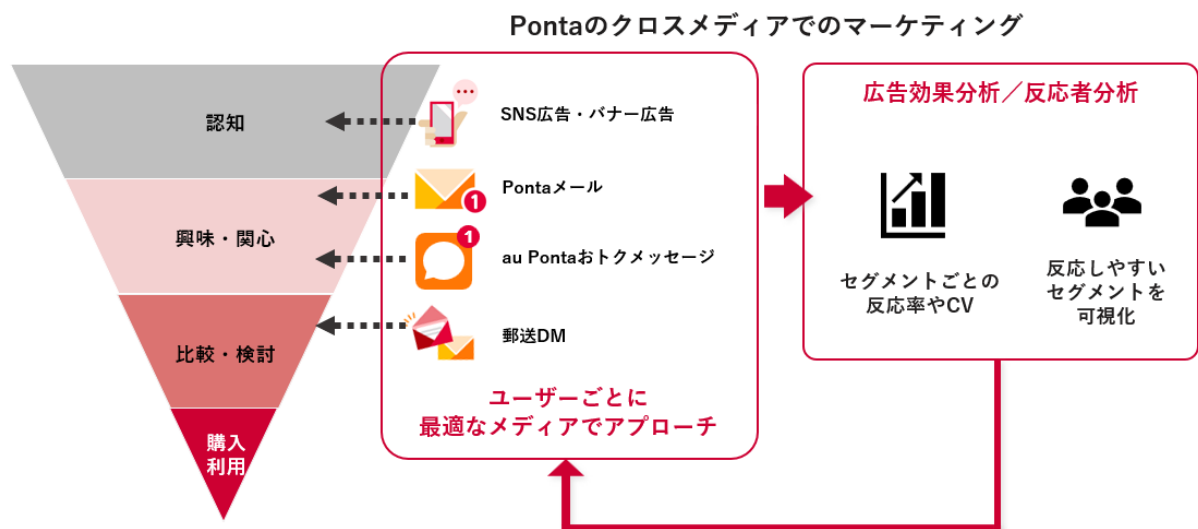 Pontaのクロスメディアでのマーケティング
認知
興味・関心
比較・検討
購入
利用
SNS広告・バナー広告
Pontaメール
1
au Pontaおトクメッセージ
1
郵送DM
ユーザーごとに
最適なメディアでアプローチ
広告効果分析／反応者分析
セグメントごとの
反応率やCV
反応しやすい
セグメントを
可視化